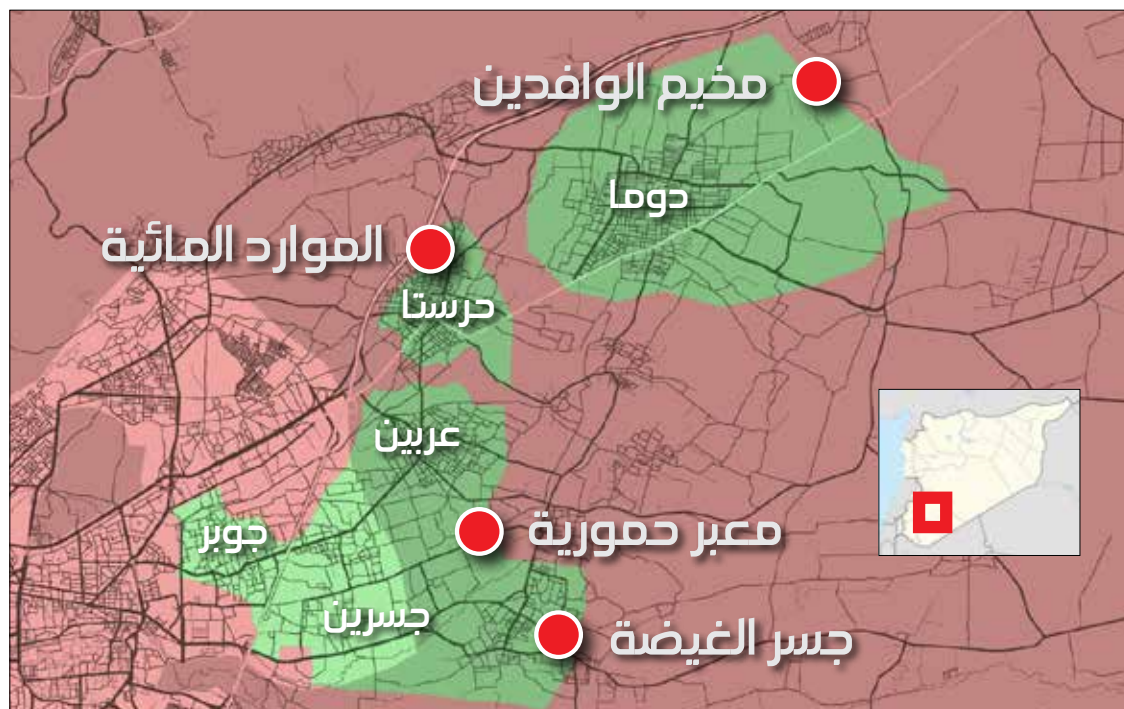 مخيم الوافدين
دوما
الموارد المائية
حرستا
عربين
جوبر
معبر حمورية
جسرين
جسر الغيضة